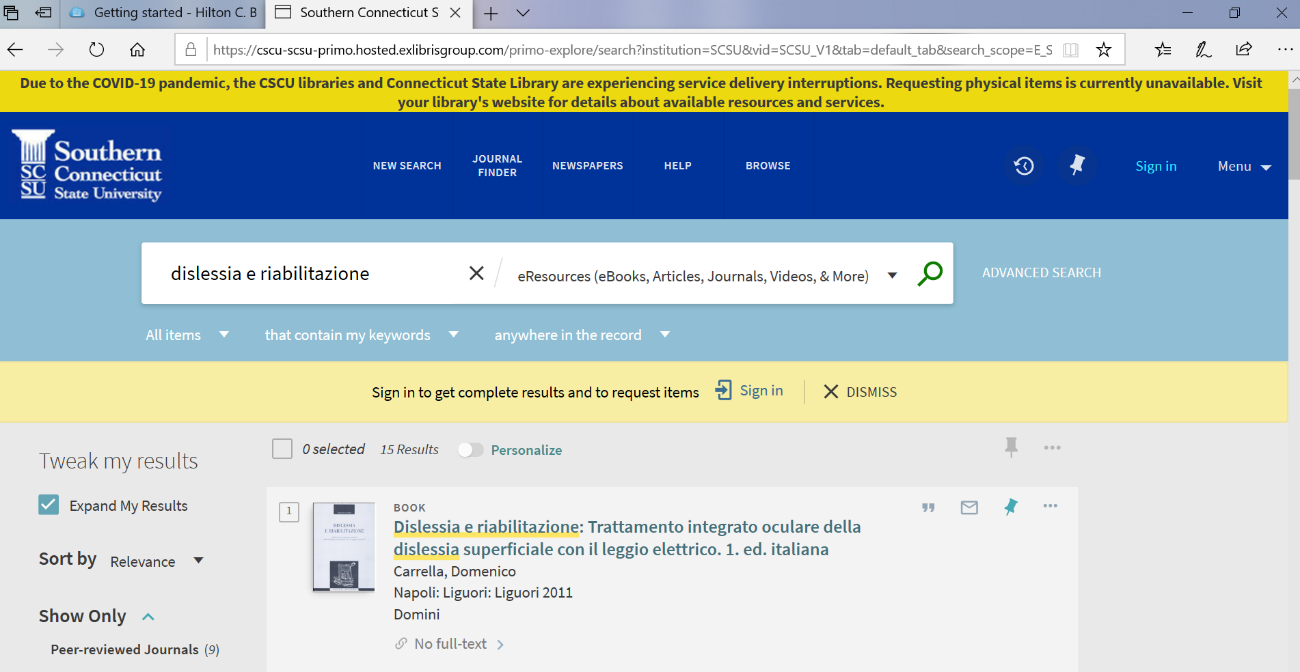 Getting started - Hilton C. B
Southern Connecticut S
https://cscu-scsu-primo.hosted.exlibrisgroup.com/primo-explore/search?institution=SCSU&vid=SCSU_V1&tab=default_tab&search_scope=E_S
Due to the COVID-19 pandemic, the CSCU libraries and Connecticut State Library are experiencing service delivery interruptions. Requesting physical items is currently unavailable. Visit
your library's website for details about available resources and services.
SC
SU
Southern
Connecticut
State University
NEW SEARCH
JOURNAL
FINDER
NEWSPAPERS
HELP
BROWSE
Sign in
Menu
dislessia e riabilitazione
eResources (eBooks, Articles, Journals, Videos, & More)
ADVANCED SEARCH
All items
that contain my keywords
anywhere in the record
Sign in to get complete results and to request items
Sign in
DISMISS
Tweak my results
Expand My Results
Sort by Relevance
Show Only
Peer-reviewed Journals (9)
0 selected
15 Results
Personalize
1
DISLESSIA
E RIABILITAZIONE
BOOK
Dislessia e riabilitazione: Trattamento integrato oculare della
dislessia superficiale con il leggio elettrico. 1. ed. italiana
Carrella, Domenico
Napoli: Liguori: Liguori 2011
Domini
No full-text